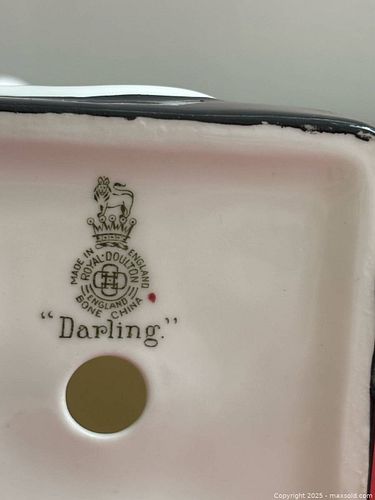 MADE IN ENGLAND
ROYAL·DOULTON
ENGLAND
BONE CHINA
“Darling.”
Copyright 2025 - maxsold.com